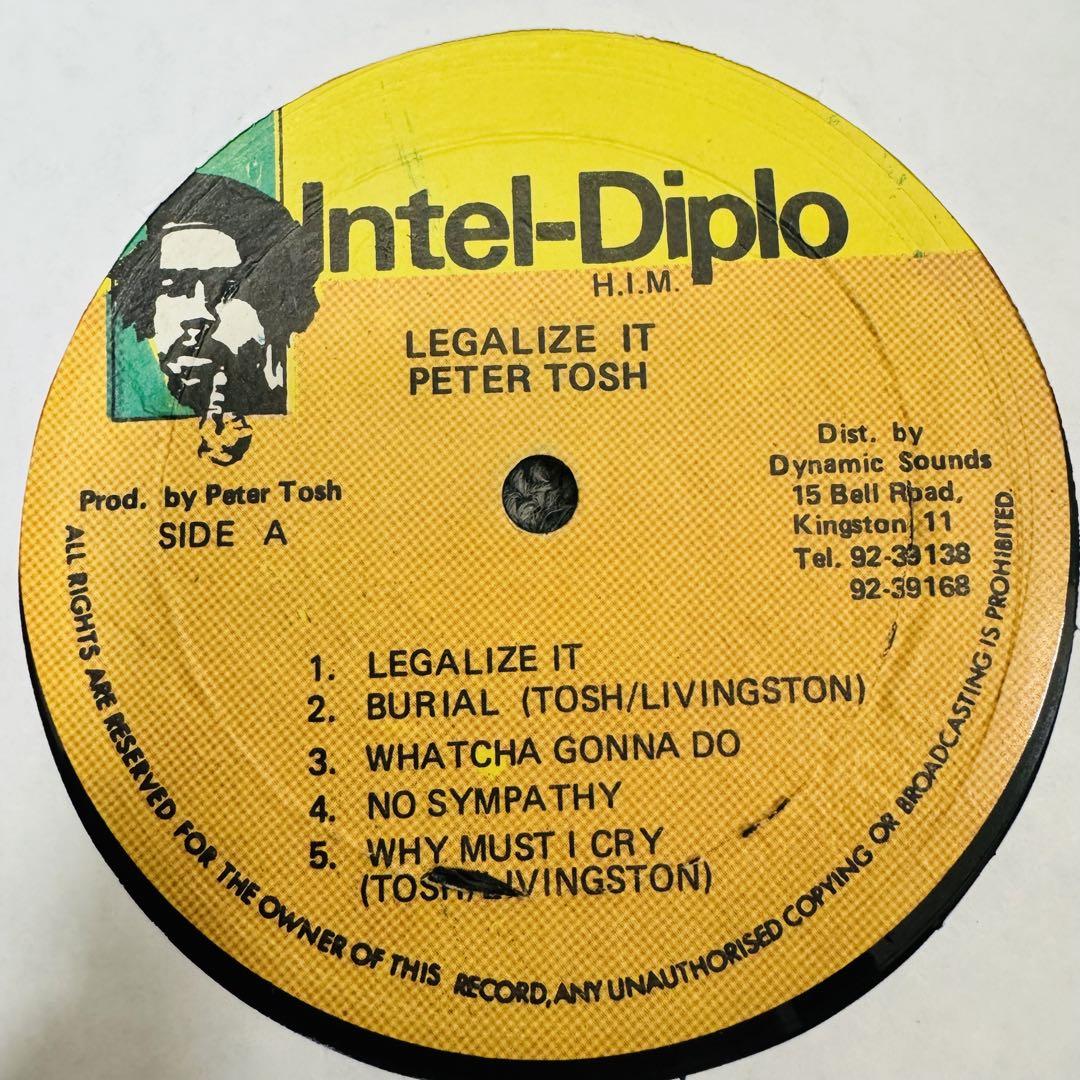 Intel-Diplo
H.I.M.
LEGALIZE IT
PETER TOSH
Prod. by Peter Tosh
SIDE A
Dist. by
Dynamic Sounds
15 Bell Road,
Kingston 11
Tel. 92-39138
92-39168
1. LEGALIZE IT
2. BURIAL (TOSH/LIVINGSTON)
3. WHATCHA GONNA DO
4. NO SYMPATHY
5. WHY MUST I CRY
(TOSH/LIVINGSTON)
ALL RIGHTS ARE RESERVED FOR THE OWNER OF THIS RECORD, ANY UNAUTHORISED COPYING OR BROADCASTING IS PROHIBITED.